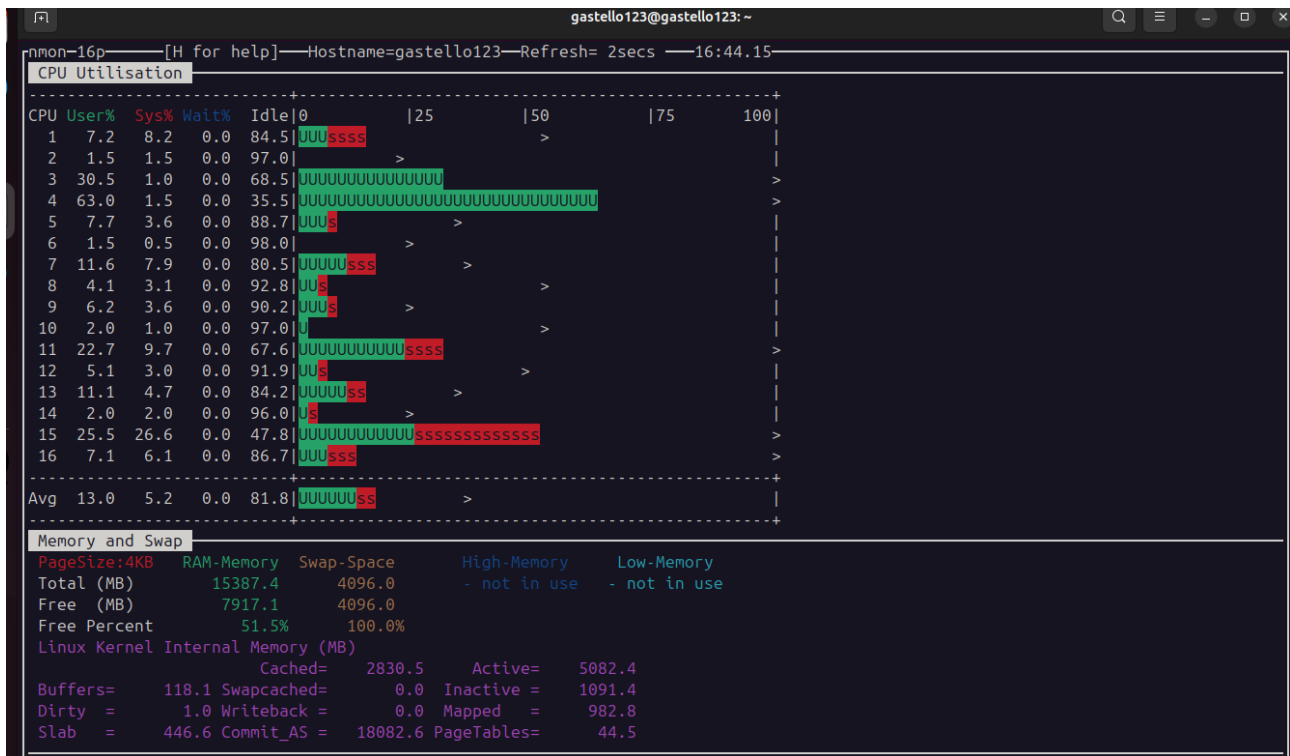 gastello123@gastello123: ~
nmon─16p──────[H for help]───Hostname=gastello123──Refresh= 2secs ───16:44.15─
CPU Utilisation
---------------------------+-------------------------------------------------+
CPU User%  Sys% Wait%  Idle|0          |25         |50          |75       100|
1   7.2   8.2   0.0  84.5|UUUssss                  >                       |
2   1.5   1.5   0.0  97.0|          >                                      |
3  30.5   1.0   0.0  68.5|UUUUUUUUUUUUUUU                                  >
4  63.0   1.5   0.0  35.5|UUUUUUUUUUUUUUUUUUUUUUUUUUUUUUU                  >
5   7.7   3.6   0.0  88.7|UUUs            >                                |
6   1.5   0.5   0.0  98.0|           >                                     |
7  11.6   7.9   0.0  80.5|UUUUUsss         >                               |
8   4.1   3.1   0.0  92.8|UUs                      >                       |
9   6.2   3.6   0.0  90.2|UUUs       >                                     |
10   2.0   1.0   0.0  97.0|U                        >                       |
11  22.7   9.7   0.0  67.6|UUUUUUUUUUUssss                                  >
12   5.1   3.0   0.0  91.9|UUs                    >                         |
13  11.1   4.7   0.0  84.2|UUUUUss         >                                |
14   2.0   2.0   0.0  96.0|Us         >                                     |
15  25.5  26.6   0.0  47.8|UUUUUUUUUUUUsssssssssssss                        >
16   7.1   6.1   0.0  86.7|UUUsss                                           >
---------------------------+-------------------------------------------------+
Avg  13.0   5.2   0.0  81.8|UUUUUUss         >                               |
---------------------------+-------------------------------------------------+
Memory and Swap
PageSize:4KB   RAM-Memory  Swap-Space       High-Memory     Low-Memory
Total (MB)        15387.4      4096.0       - not in use   - not in use
Free  (MB)         7917.1      4096.0
Free Percent         51.5%      100.0%
Linux Kernel Internal Memory (MB)
Cached=    2830.5     Active=    5082.4
Buffers=     118.1 Swapcached=       0.0  Inactive =    1091.4
Dirty  =       1.0 Writeback =       0.0  Mapped   =     982.8
Slab   =     446.6 Commit_AS =   18082.6 PageTables=      44.5